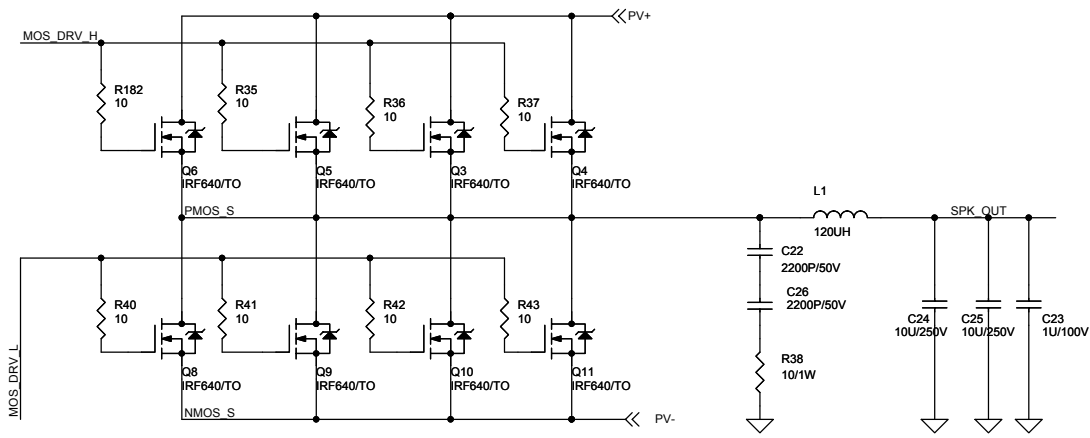 PV+
MOS_DRV_H
R182
10
R35
10
R36
10
R37
10
Q6
IRF640/TO
Q5
IRF640/TO
Q3
IRF640/TO
Q4
IRF640/TO
L1
PMOS_S
SPK_OUT
120UH
C22
2200P/50V
C26
2200P/50V
R40
10
R41
10
R42
10
R43
10
C24
10U/250V
C25
10U/250V
C23
1U/100V
R38
10/1W
Q8
IRF640/TO
Q9
IRF640/TO
Q10
IRF640/TO
Q11
IRF640/TO
MOS_DRV_L
NMOS_S
PV-